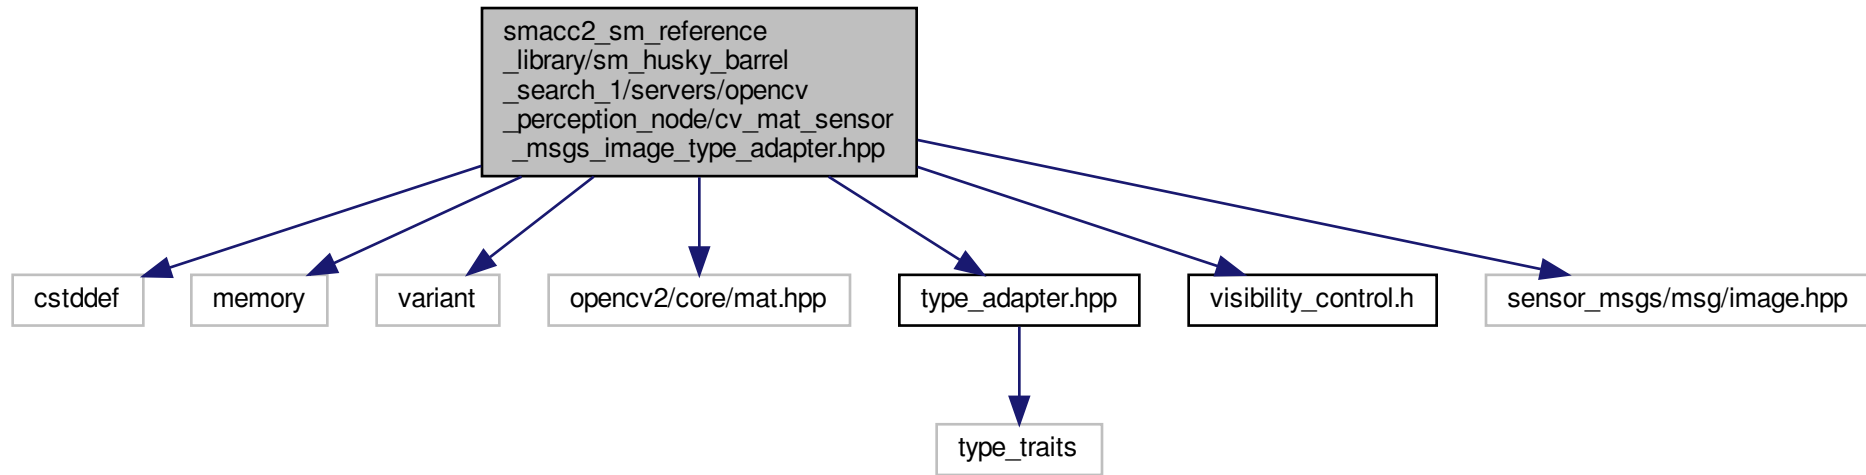 smacc2_sm_reference
_library/sm_husky_barrel
_search_1/servers/opencv
_perception_node/cv_mat_sensor
_msgs_image_type_adapter.hpp
cstddef
memory
variant
opencv2/core/mat.hpp
type_adapter.hpp
visibility_control.h
sensor_msgs/msg/image.hpp
type_traits